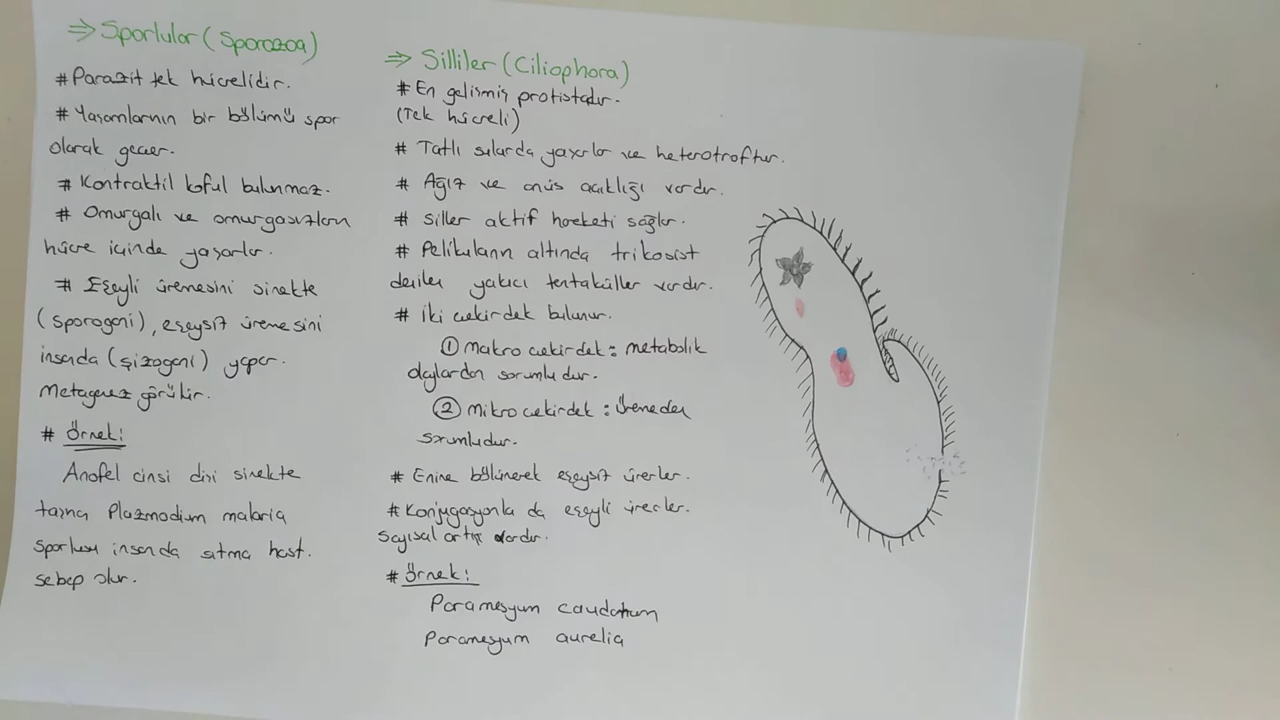 ⇒ Sporlular (Sporozoa)
# Parazit tek hücrelidir.
# Yaşamlarının bir bölümü spor
olarak geçer.
# Kontraktil koful bulunmaz.
# Omurgalı ve omurgasızların
hücre içinde yaşarlar.
# Eşeyli üremesini sinekte
(sporogoni), eşeysiz üremesini
insanda (şizogoni) yapar.
Metagenez görülür.
# Örnek:
Anofel cinsi dişi sinekte
taşınan Plazmodium malaria
sporlusu insanda sıtma hast.
sebep olur.
⇒ Silliler (Ciliophora)
# En gelişmiş protistadır.
(Tek hücreli)
# Tatlı sularda yaşarlar ve heterotroftur.
# Ağız ve anüs açıklığı vardır.
# Siller aktif hareketi sağlar.
# Pelikulanın altında trikosist
denilen yakıcı tentaküller vardır.
# İki çekirdek bulunur.
① Makro çekirdek: metabolik
olaylardan sorumludur.
② Mikro çekirdek: Üremeden
sorumludur.
# Enine bölünerek eşeysiz ürerler.
# Konjugasyonla da eşeyli ürerler.
Sayısal artış vardır.
# Örnek:
Paramesyum caudatum
Paramesyum aurelia